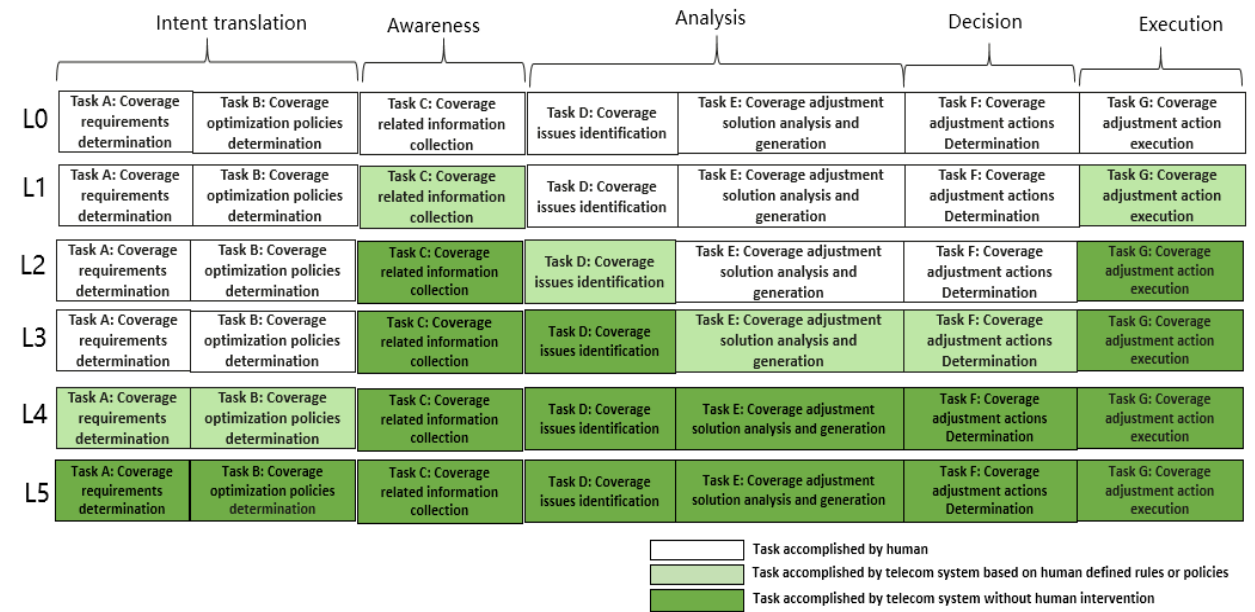 Intent translation
Awareness
Analysis
Decision
Execution
L0
Task A: Coverage
requirements
determination
Task B: Coverage
optimization policies
determination
Task C: Coverage
related information
collection
Task D: Coverage
issues identification
Task E: Coverage adjustment
solution analysis and
generation
Task F: Coverage
adjustment actions
Determination
Task G: Coverage
adjustment action
execution
L1
Task A: Coverage
requirements
determination
Task B: Coverage
optimization policies
determination
Task C: Coverage
related information
collection
Task D: Coverage
issues identification
Task E: Coverage adjustment
solution analysis and
generation
Task F: Coverage
adjustment actions
Determination
Task G: Coverage
adjustment action
execution
L2
Task A: Coverage
requirements
determination
Task B: Coverage
optimization policies
determination
Task C: Coverage
related information
collection
Task D: Coverage
issues identification
Task E: Coverage adjustment
solution analysis and
generation
Task F: Coverage
adjustment actions
Determination
Task G: Coverage
adjustment action
execution
L3
Task A: Coverage
requirements
determination
Task B: Coverage
optimization policies
determination
Task C: Coverage
related information
collection
Task D: Coverage
issues identification
Task E: Coverage adjustment
solution analysis and
generation
Task F: Coverage
adjustment actions
Determination
Task G: Coverage
adjustment action
execution
L4
Task A: Coverage
requirements
determination
Task B: Coverage
optimization policies
determination
Task C: Coverage
related information
collection
Task D: Coverage
issues identification
Task E: Coverage adjustment
solution analysis and generation
Task F: Coverage
adjustment actions
Determination
Task G: Coverage
adjustment action
execution
L5
Task A: Coverage
requirements
determination
Task B: Coverage
optimization policies
determination
Task C: Coverage
related information
collection
Task D: Coverage
issues identification
Task E: Coverage adjustment
solution analysis and generation
Task F: Coverage
adjustment actions
Determination
Task G: Coverage
adjustment action
execution
Task accomplished by human
Task accomplished by telecom system based on human defined rules or policies
Task accomplished by telecom system without human intervention